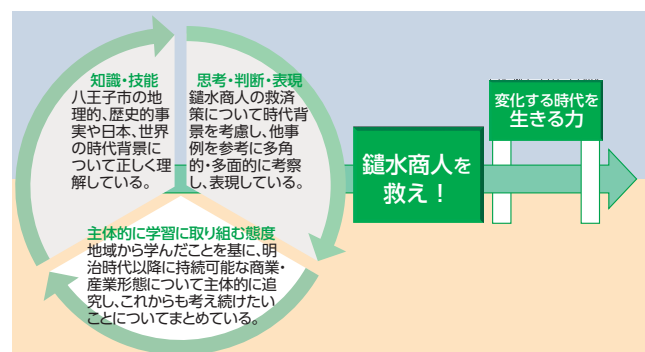 知識・技能
八王子市の地
理的、歴史的事
実や日本、世界
の時代背景に
ついて正しく理
解している。
思考・判断・表現
鑓水商人の救済
策について時代背
景を考慮し、他事
例を参考に多角
的・多面的に考察
し、表現している。
主体的に学習に取り組む態度
地域から学んだことを基に、明
治時代以降に持続可能な商業・
産業形態について主体的に追
究し、これからも考え続けたい
ことについてまとめている。
鑓水商人を
救え！
変化する時代を
生きる力